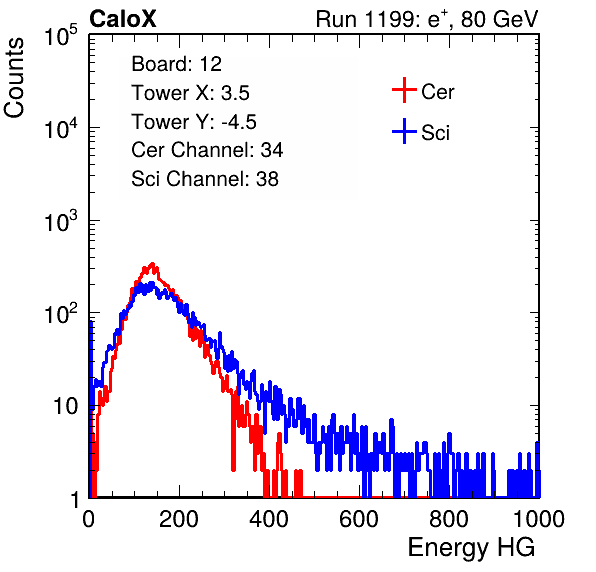 CaloX Run 1199: e⁺, 80 GeV
Counts
Board: 12
Tower X: 3.5
Tower Y: -4.5
Cer Channel: 34
Sci Channel: 38
Cer
Sci
10⁵
10⁴
10³
10²
10
1
0 200 400 600 800 1000
Energy HG